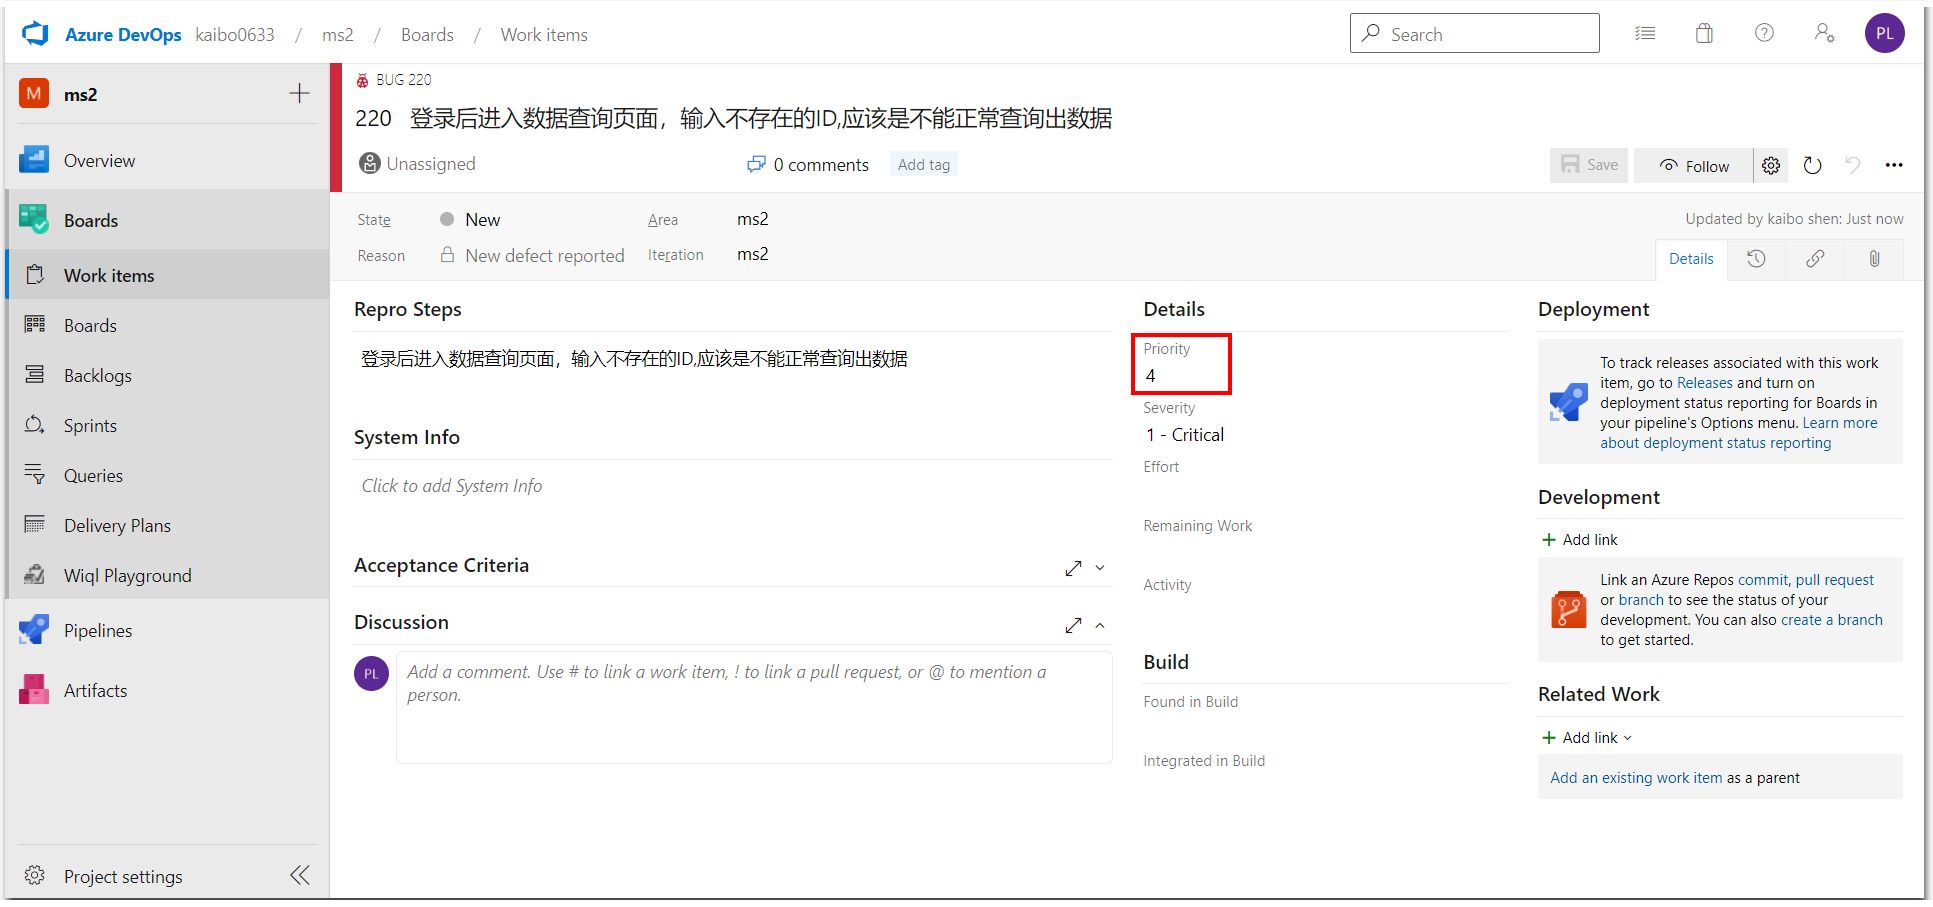 Azure DevOps kaibo0633 / ms2 / Boards / Work items
Search
PL
M ms2
Overview
Boards
Work items
Boards
Backlogs
Sprints
Queries
Delivery Plans
Wiql Playground
Pipelines
Artifacts
Project settings
BUG 220
220 登录后进入数据查询页面，输入不存在的ID,应该是不能正常查询出数据
Unassigned
0 comments
Add tag
Save
Follow
State
New
Area
ms2
Updated by kaibo shen: Just now
Reason
New defect reported
Iteration
ms2
Details
Repro Steps
登录后进入数据查询页面，输入不存在的ID,应该是不能正常查询出数据
System Info
Click to add System Info
Acceptance Criteria
Discussion
PL
Add a comment. Use # to link a work item, ! to link a pull request, or @ to mention a
person.
Details
Priority
4
Severity
1 - Critical
Effort
Remaining Work
Activity
Build
Found in Build
Integrated in Build
Deployment
To track releases associated with this work
item, go to Releases and turn on
deployment status reporting for Boards in
your pipeline's Options menu. Learn more
about deployment status reporting
Development
Add link
Link an Azure Repos commit, pull request
or branch to see the status of your
development. You can also create a branch
to get started.
Related Work
Add link
Add an existing work item as a parent